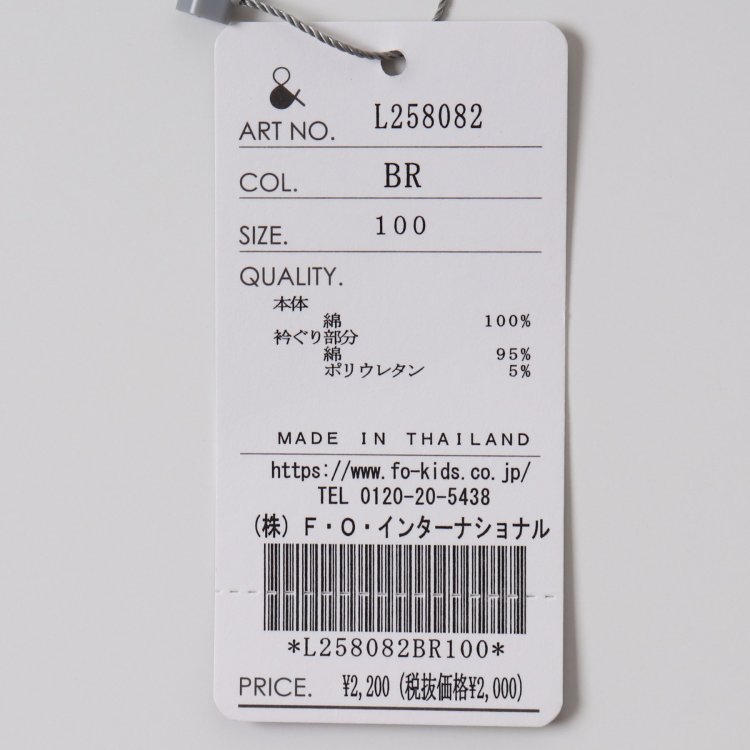 &
ART NO. L258082
COL. BR
SIZE. 100
QUALITY.
本体
綿 100%
衿ぐり部分
綿 95%
ポリウレタン 5%
MADE IN THAILAND
https://www.fo-kids.co.jp/
TEL 0120-20-5438
(株) F・O・インターナショナル
*L258082BR100*
PRICE. ¥2,200 (税抜価格¥2,000)